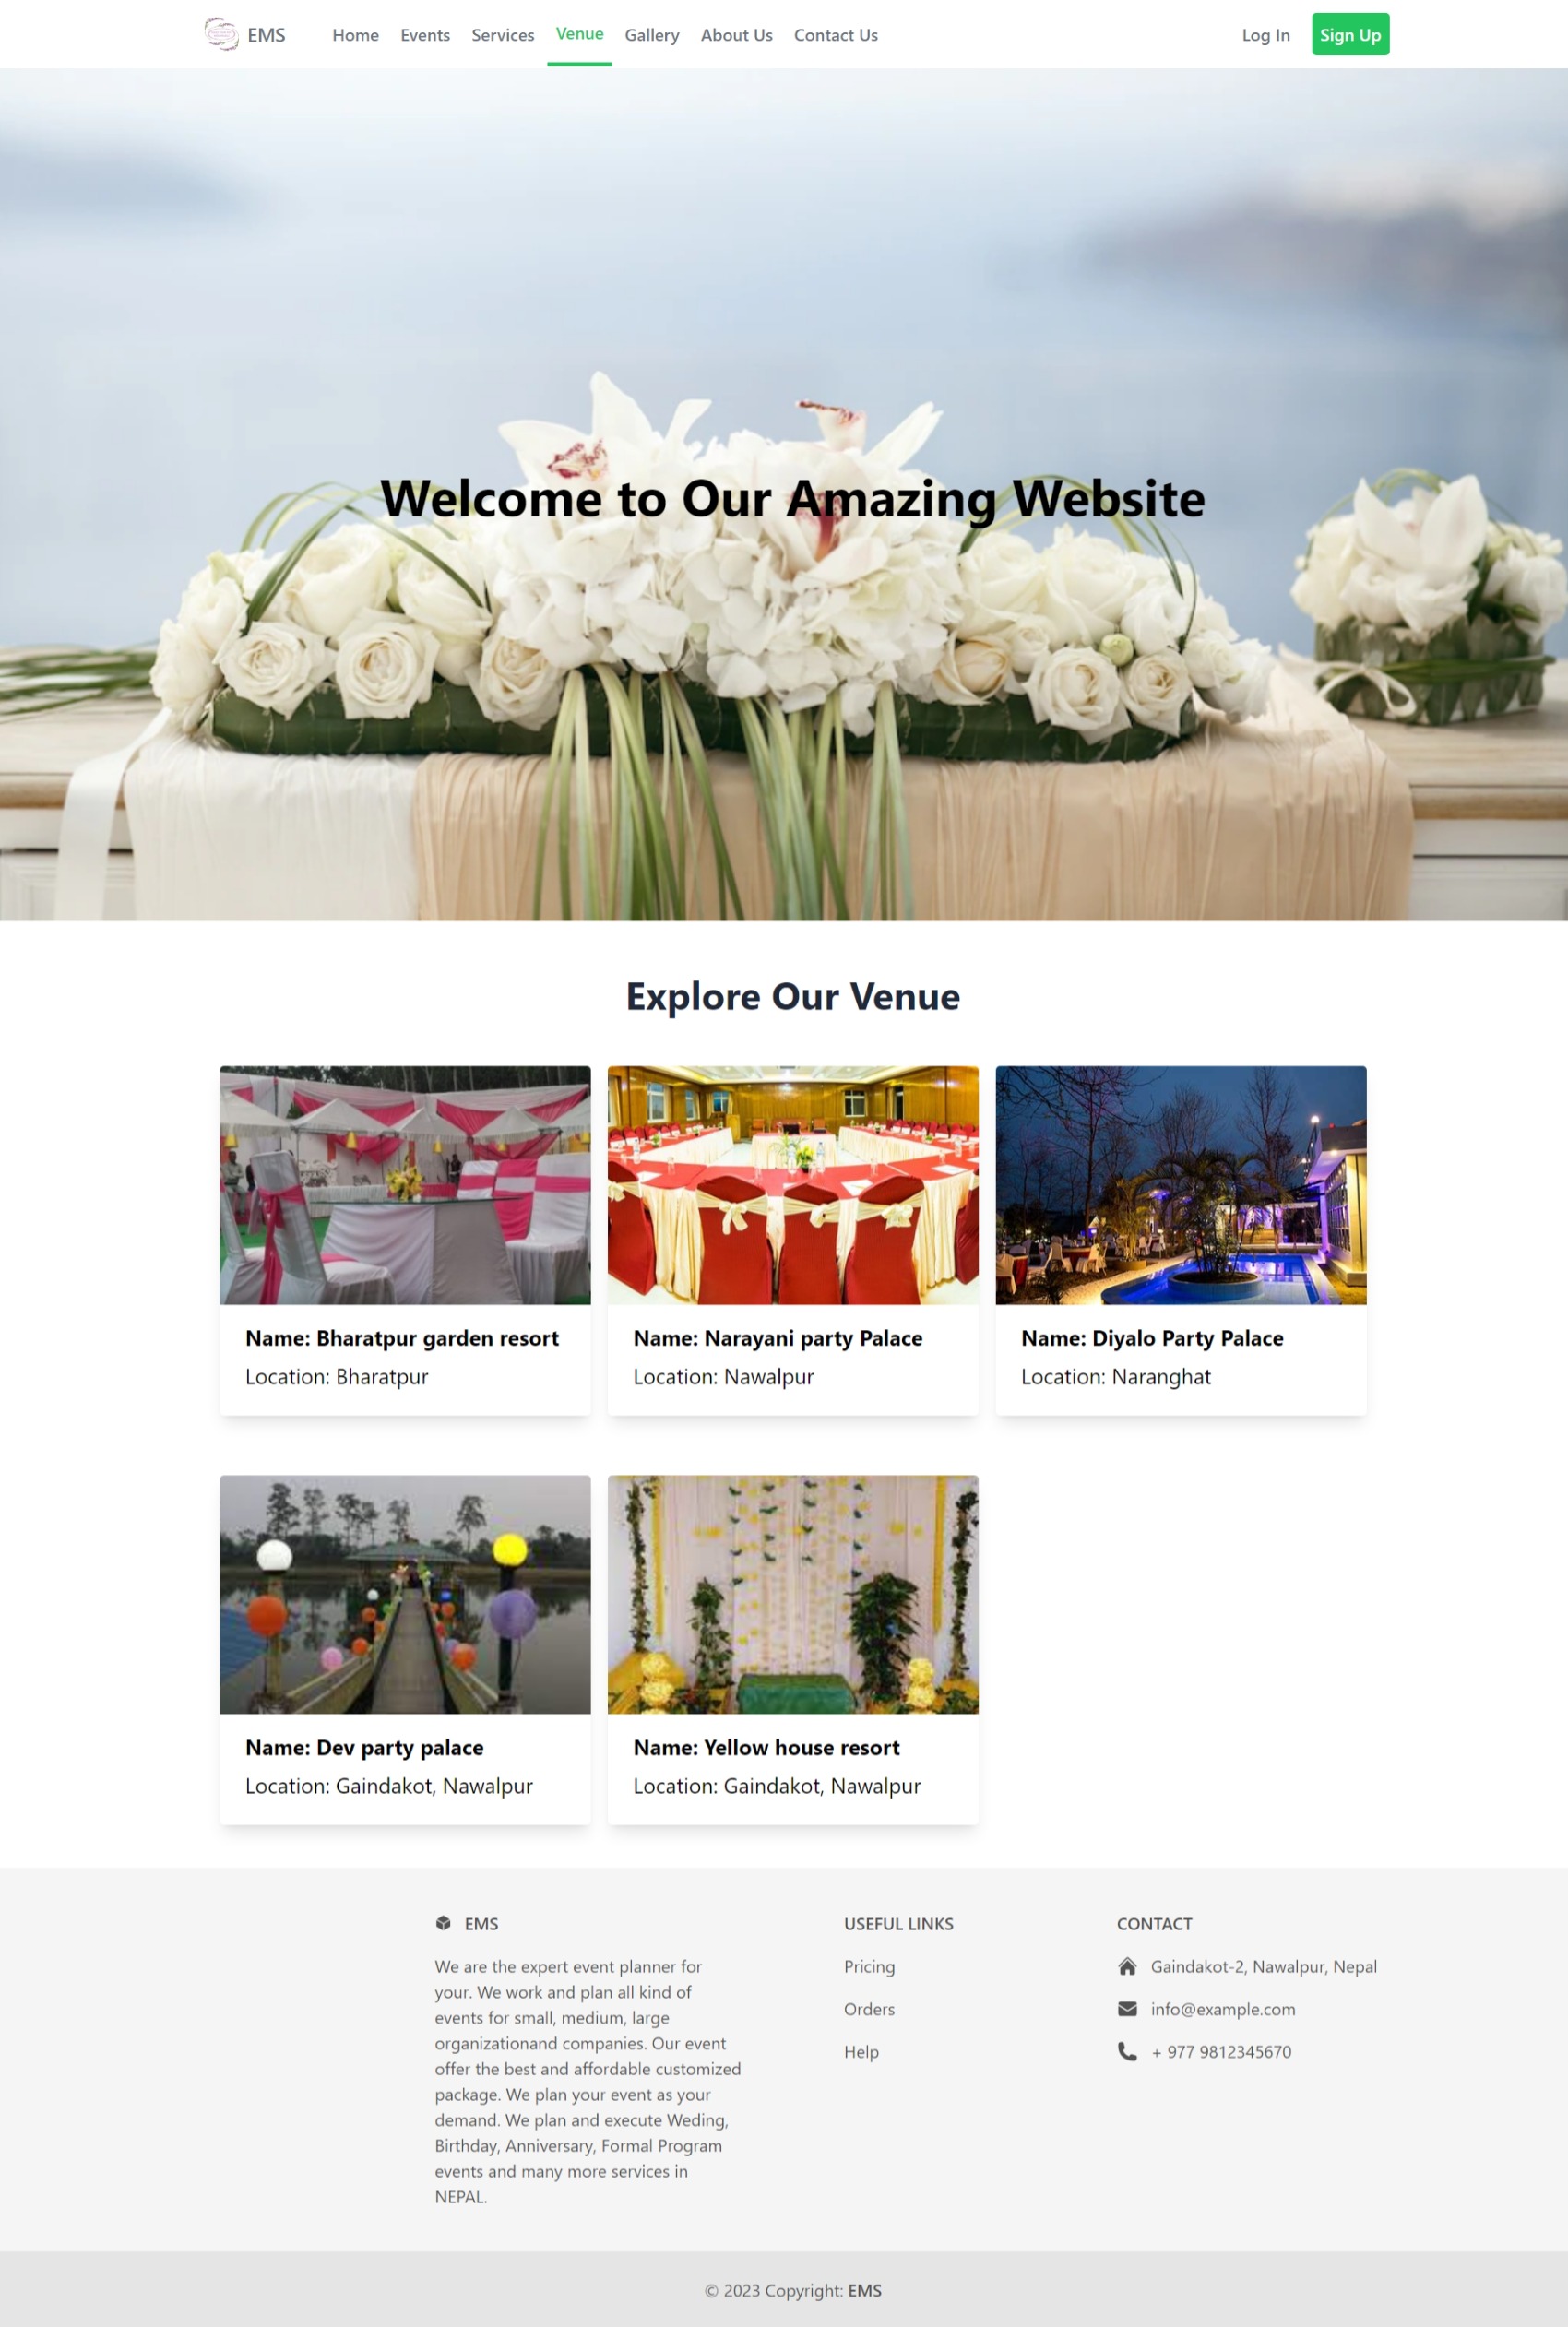 EMS
Home Events Services Venue Gallery About Us Contact Us
Log In Sign Up
Welcome to Our Amazing Website
Explore Our Venue
Name: Bharatpur garden resort
Location: Bharatpur
Name: Narayani party Palace
Location: Nawalpur
Name: Diyalo Party Palace
Location: Naranghat
Name: Dev party palace
Location: Gaindakot, Nawalpur
Name: Yellow house resort
Location: Gaindakot, Nawalpur
EMS
We are the expert event planner for
your. We work and plan all kind of
events for small, medium, large
organizationand companies. Our event
offer the best and affordable customized
package. We plan your event as your
demand. We plan and execute Weding,
Birthday, Anniversary, Formal Program
events and many more services in
NEPAL.
USEFUL LINKS
Pricing
Orders
Help
CONTACT
Gaindakot-2, Nawalpur, Nepal
info@example.com
+ 977 9812345670
© 2023 Copyright: EMS